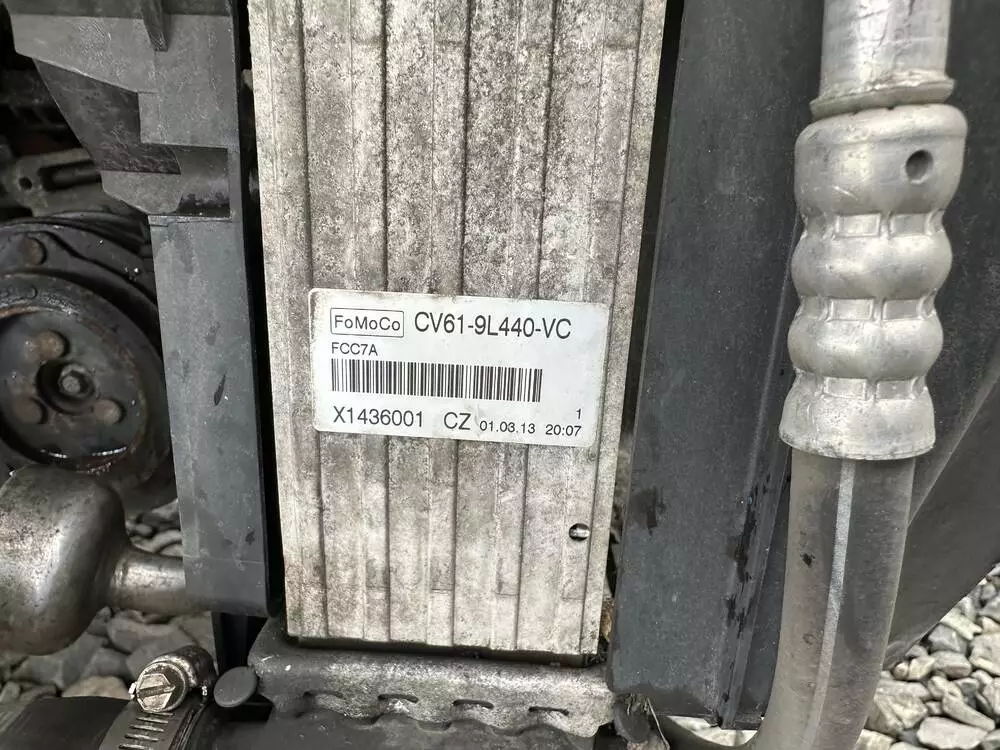 FoMoCo CV61-9L440-VC
FCC7A
1
X1436001 CZ 01.03.13 20:07